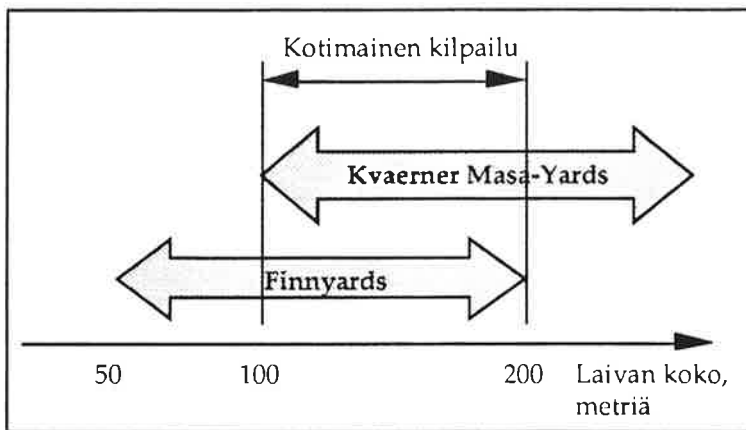 Kotimainen kilpailu
Kvaerner Masa-Yards
Finnyards
50 100 200 Laivan koko,
metriä